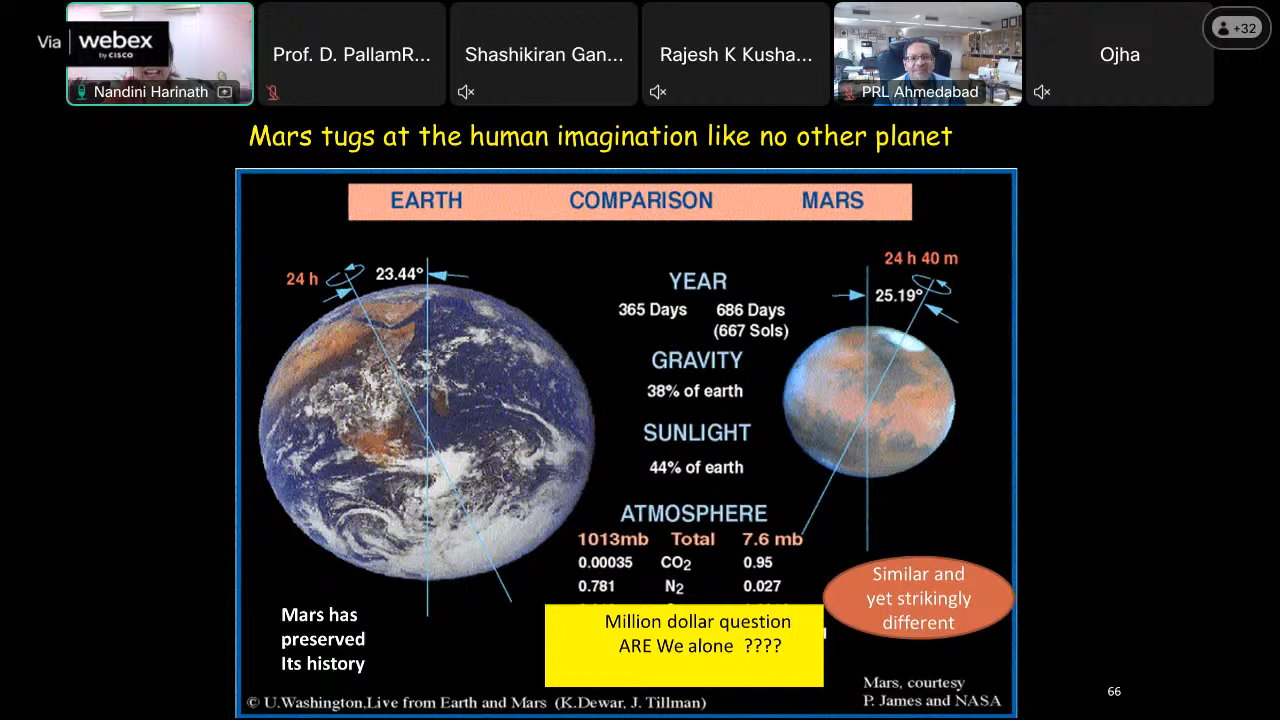 Via webex
by CISCO
Nandini Harinath
Prof. D. PallamR...
Shashikiran Gan...
Rajesh K Kusha...
PRL Ahmedabad
Ojha
+32
Mars tugs at the human imagination like no other planet
EARTH COMPARISON MARS
24 h 23.44°
24 h 40 m
25.19°
YEAR
365 Days 686 Days
(667 Sols)
GRAVITY
38% of earth
SUNLIGHT
44% of earth
ATMOSPHERE
1013mb Total 7.6 mb
0.00035 CO2 0.95
0.781 N2 0.027
Similar and
yet strikingly
different
Mars has
preserved
Its history
Million dollar question
ARE We alone ????
Mars, courtesy
P. James and NASA
© U.Washington,Live from Earth and Mars (K.Dewar, J. Tillman)
66